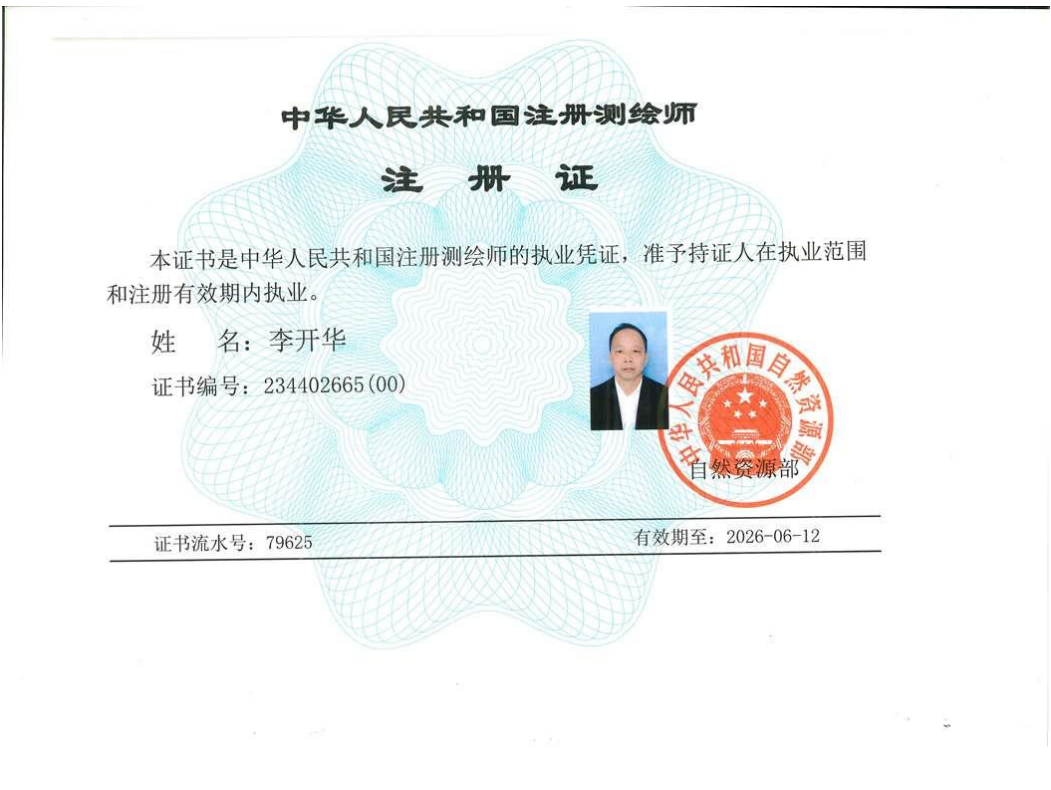 中华人民共和国注册测绘师
注 册 证
本证书是中华人民共和国注册测绘师的执业凭证，准予持证人在执业范围
和注册有效期内执业。
姓 名：李开华
证书编号：234402665(00)
中华人民共和国自然资源部
自然资源部
证书流水号：79625
有效期至：2026-06-12